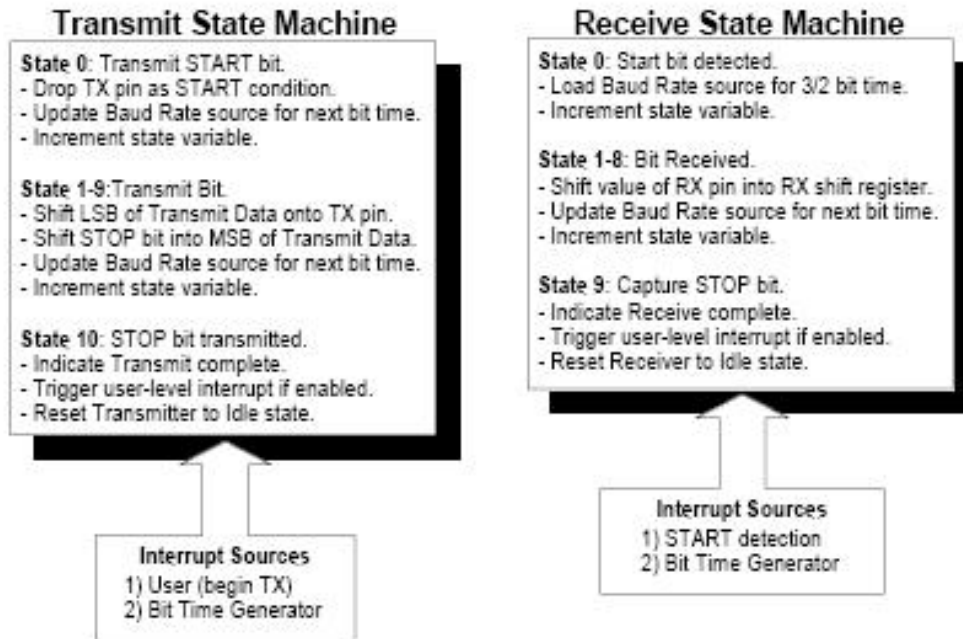 Transmit State Machine
State 0: Transmit START bit.
- Drop TX pin as START condition.
- Update Baud Rate source for next bit time.
- Increment state variable.
State 1-9:Transmit Bit.
- Shift LSB of Transmit Data onto TX pin.
- Shift STOP bit into MSB of Transmit Data.
- Update Baud Rate source for next bit time.
- Increment state variable.
State 10: STOP bit transmitted.
- Indicate Transmit complete.
- Trigger user-level interrupt if enabled.
- Reset Transmitter to Idle state.
Interrupt Sources
1) User (begin TX)
2) Bit Time Generator
Receive State Machine
State 0: Start bit detected.
- Load Baud Rate source for 3/2 bit time.
- Increment state variable.
State 1-8: Bit Received.
- Shift value of RX pin into RX shift register.
- Update Baud Rate source for next bit time.
- Increment state variable.
State 9: Capture STOP bit.
- Indicate Receive complete.
- Trigger user-level interrupt if enabled.
- Reset Receiver to Idle state.
Interrupt Sources
1) START detection
2) Bit Time Generator